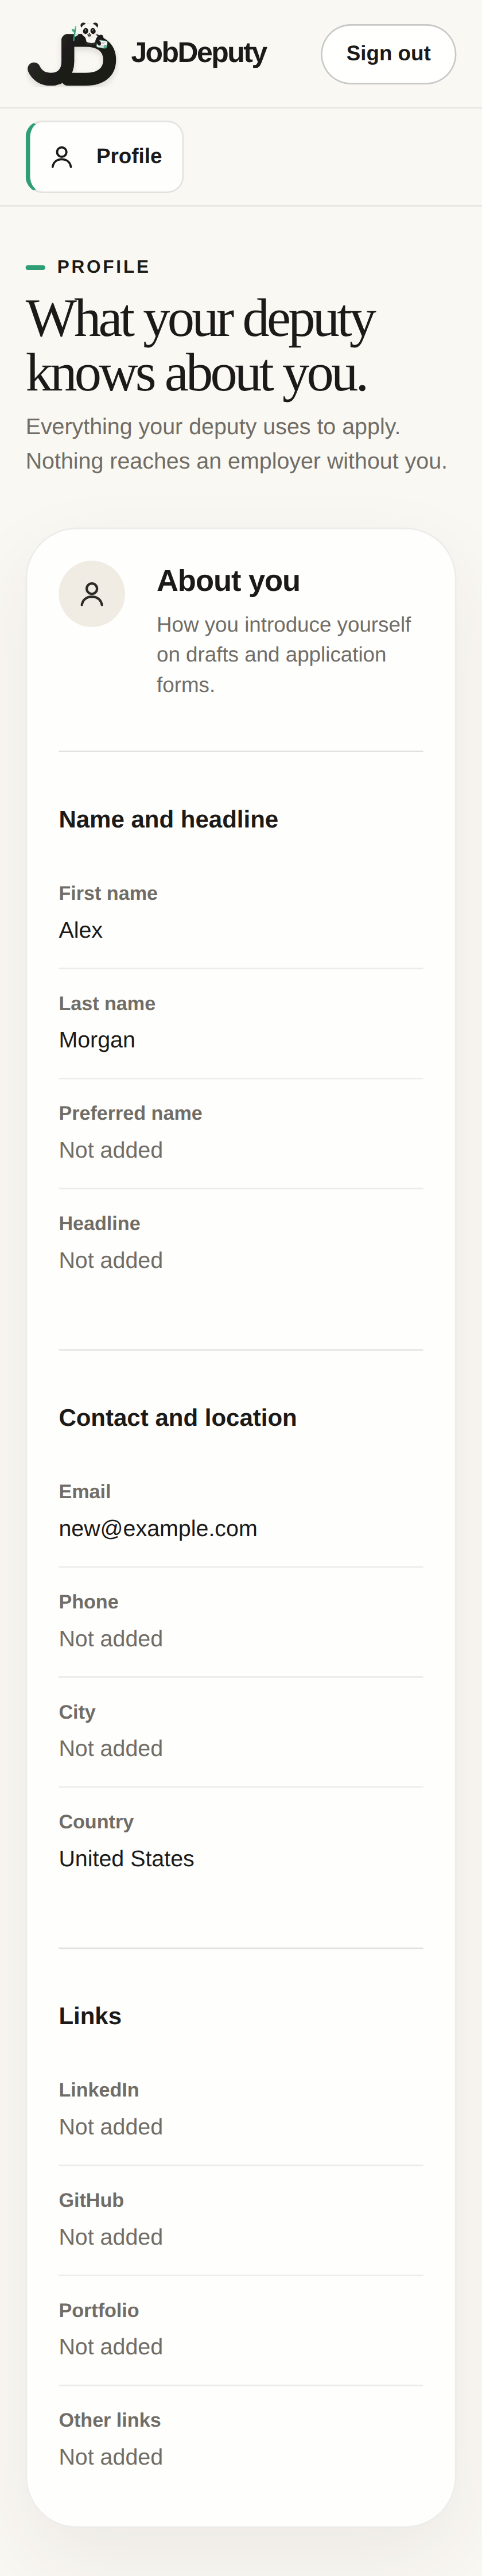 JobDeputy
Sign out
Profile
PROFILE
What your deputy
knows about you.
Everything your deputy uses to apply.
Nothing reaches an employer without you.
About you
How you introduce yourself
on drafts and application
forms.
Name and headline
First name
Alex
Last name
Morgan
Preferred name
Not added
Headline
Not added
Contact and location
Email
new@example.com
Phone
Not added
City
Not added
Country
United States
Links
LinkedIn
Not added
GitHub
Not added
Portfolio
Not added
Other links
Not added